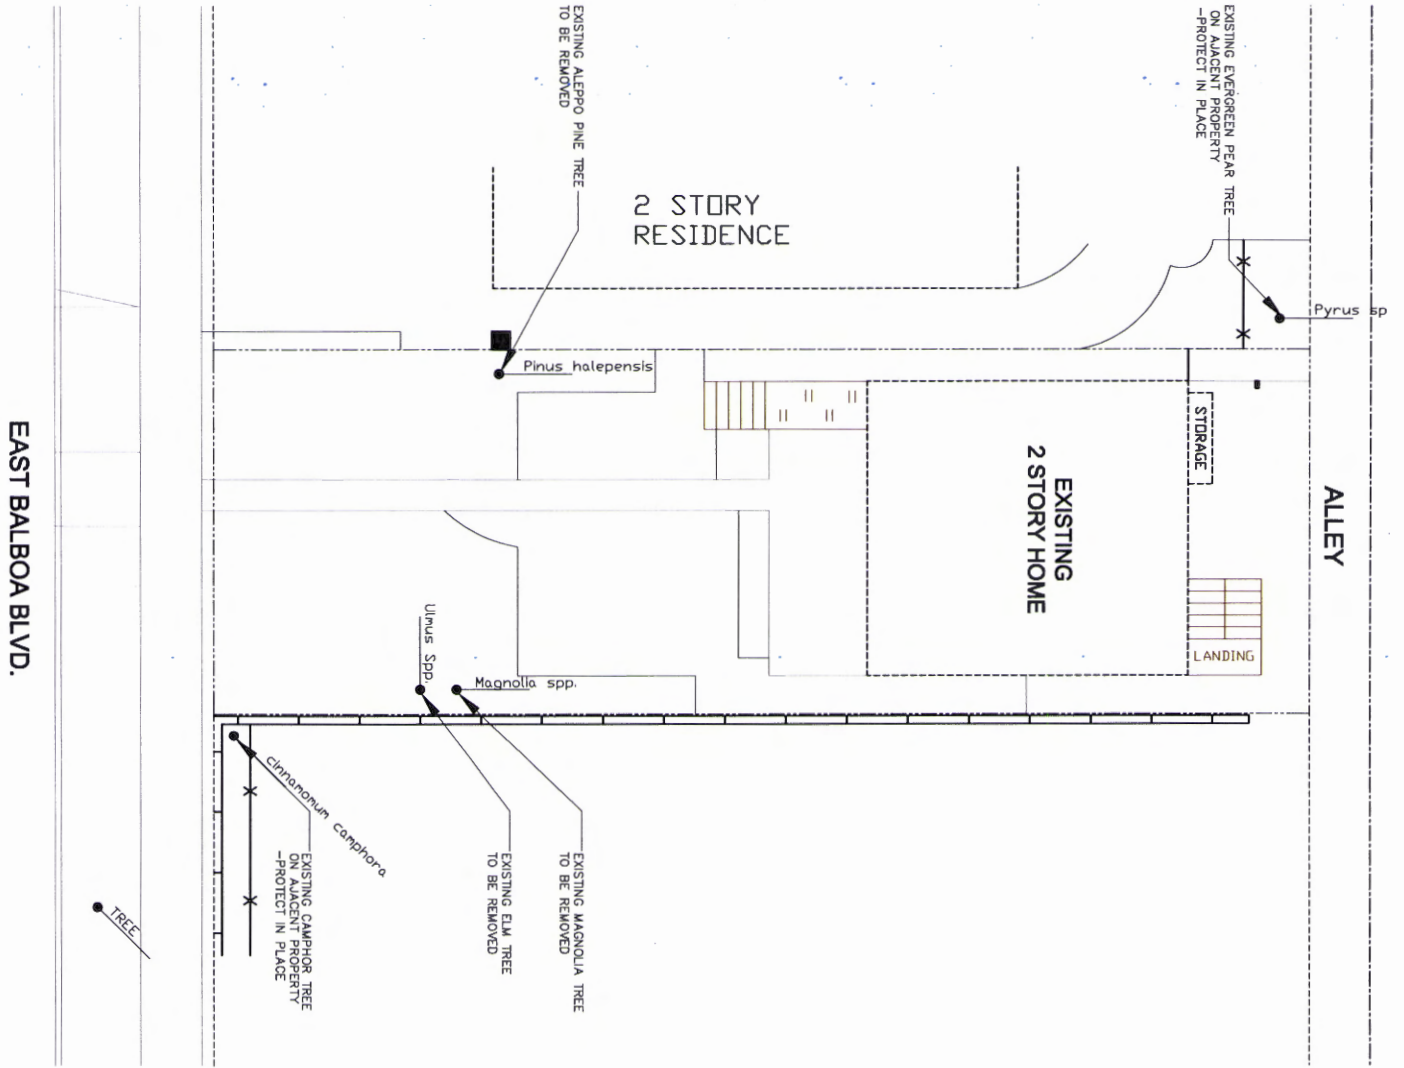 EXISTING ALEPPO PINE TREE
TO BE REMOVED
EXISTING EVERGREEN PEAR TREE
ON AJACENT PROPERTY
-PROTECT IN PLACE
2 STORY
RESIDENCE
Pyrus sp
Pinus halepensis
STORAGE
EXISTING
2 STORY HOME
ALLEY
EAST BALBOA BLVD.
LANDING
Ulmus Spp.
Magnolia spp.
cinnamomum camphora
EXISTING CAMPHOR TREE
ON AJACENT PROPERTY
-PROTECT IN PLACE
EXISTING ELM TREE
TO BE REMOVED
EXISTING MAGNOLIA TREE
TO BE REMOVED
TREE